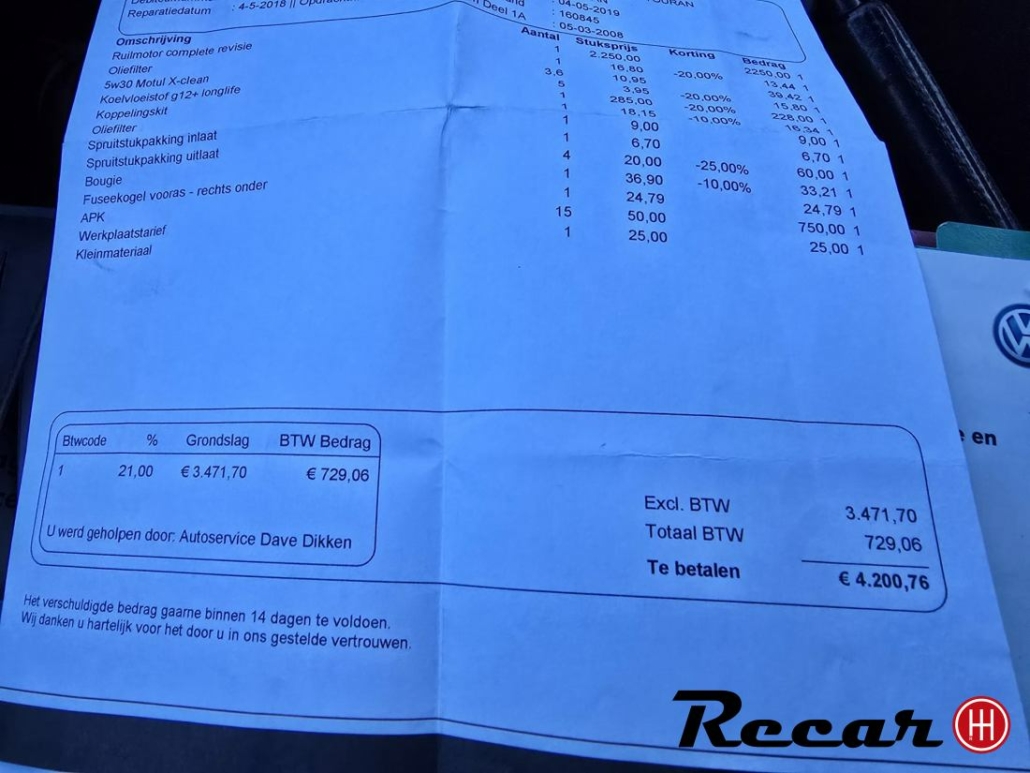 OURAN
Reparatiedatum : 4-5-2018 || : 04-05-2019
Deel 1A : 160845
: 05-03-2008
Omschrijving Aantal Stuksprijs Korting Bedrag
Ruilmotor complete revisie 1 2.250,00 2250,00 1
Oliefilter 1 16,80 -20,00% 13,44 1
5w30 Motul X-clean 3,6 10,95 39,42 1
Koelvloeistof g12+ longlife 5 3,95 -20,00% 15,80 1
Koppelingskit 1 285,00 -20,00% 228,00 1
Oliefilter 1 18,15 -10,00% 16,34 1
Spruitstukpakking inlaat 1 9,00 9,00 1
Spruitstukpakking uitlaat 1 6,70 6,70 1
Bougie 4 20,00 -25,00% 60,00 1
Fuseekogel vooras - rechts onder 1 36,90 -10,00% 33,21 1
APK 1 24,79 24,79 1
Werkplaatstarief 15 50,00 750,00 1
Kleinmateriaal 1 25,00 25,00 1
Btwcode % Grondslag BTW Bedrag
1 21,00 € 3.471,70 € 729,06
U werd geholpen door: Autoservice Dave Dikken
Excl. BTW 3.471,70
Totaal BTW 729,06
Te betalen € 4.200,76
Het verschuldigde bedrag gaarne binnen 14 dagen te voldoen.
Wij danken u hartelijk voor het door u in ons gestelde vertrouwen.
e en
Recar